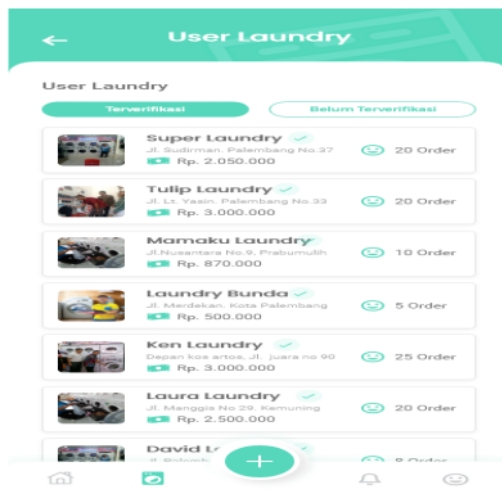 User Laundry
User Laundry
Terverifikasi
Belum Terverifikasi
Super Laundry
Jl. Sudirman. Palembang No.37
Rp. 2.050.000
20 Order
Tulip Laundry
Jl. Lt. Yasin. Palembang No.33
Rp. 3.000.000
20 Order
Mamaku Laundry
Jl.Nusantara No.9, Prabumulih
Rp. 870.000
10 Order
Laundry Bunda
Jl. Merdekan. Kota Palembang
Rp. 500.000
5 Order
Ken Laundry
Depan kos artos, Jl. juara no 90
Rp. 3.000.000
25 Order
Laura Laundry
Jl. Manggis No 29. Kemuning
Rp. 2.500.000
20 Order
David
8 Order